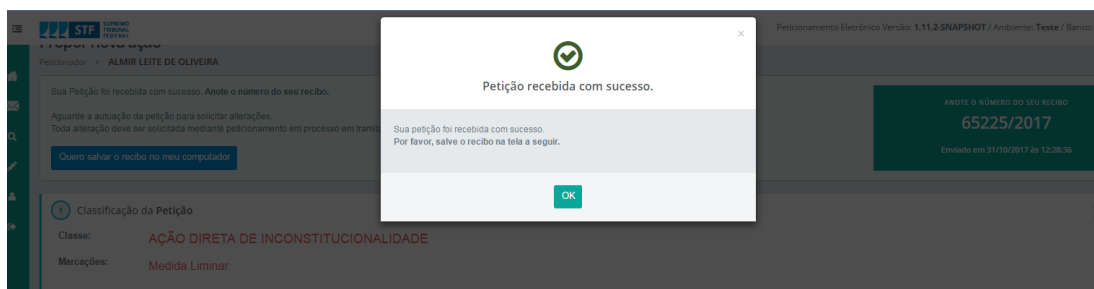 STF SUPREMO
TRIBUNAL
FEDERAL
Peticionamento Eletrônico Versão: 1.11.2-SNAPSHOT / Ambiente: Teste / Banco:
×
Propor nova ação
Peticionador › ALMIR LEITE DE OLIVEIRA
Petição recebida com sucesso.
Sua Petição foi recebida com sucesso. Anote o número do seu recibo.
Aguarde a autuação da petição para solicitar alterações.
Toda alteração deve ser solicitada mediante peticionamento em processo em tramit
Quero salvar o recibo no meu computador
Sua petição foi recebida com sucesso.
Por favor, salve o recibo na tela a seguir.
OK
ANOTE O NÚMERO DO SEU RECIBO
65225/2017
Enviado em 31/10/2017 às 12:28:36
1 Classificação da Petição
Classe: AÇÃO DIRETA DE INCONSTITUCIONALIDADE
Marcações: Medida Liminar